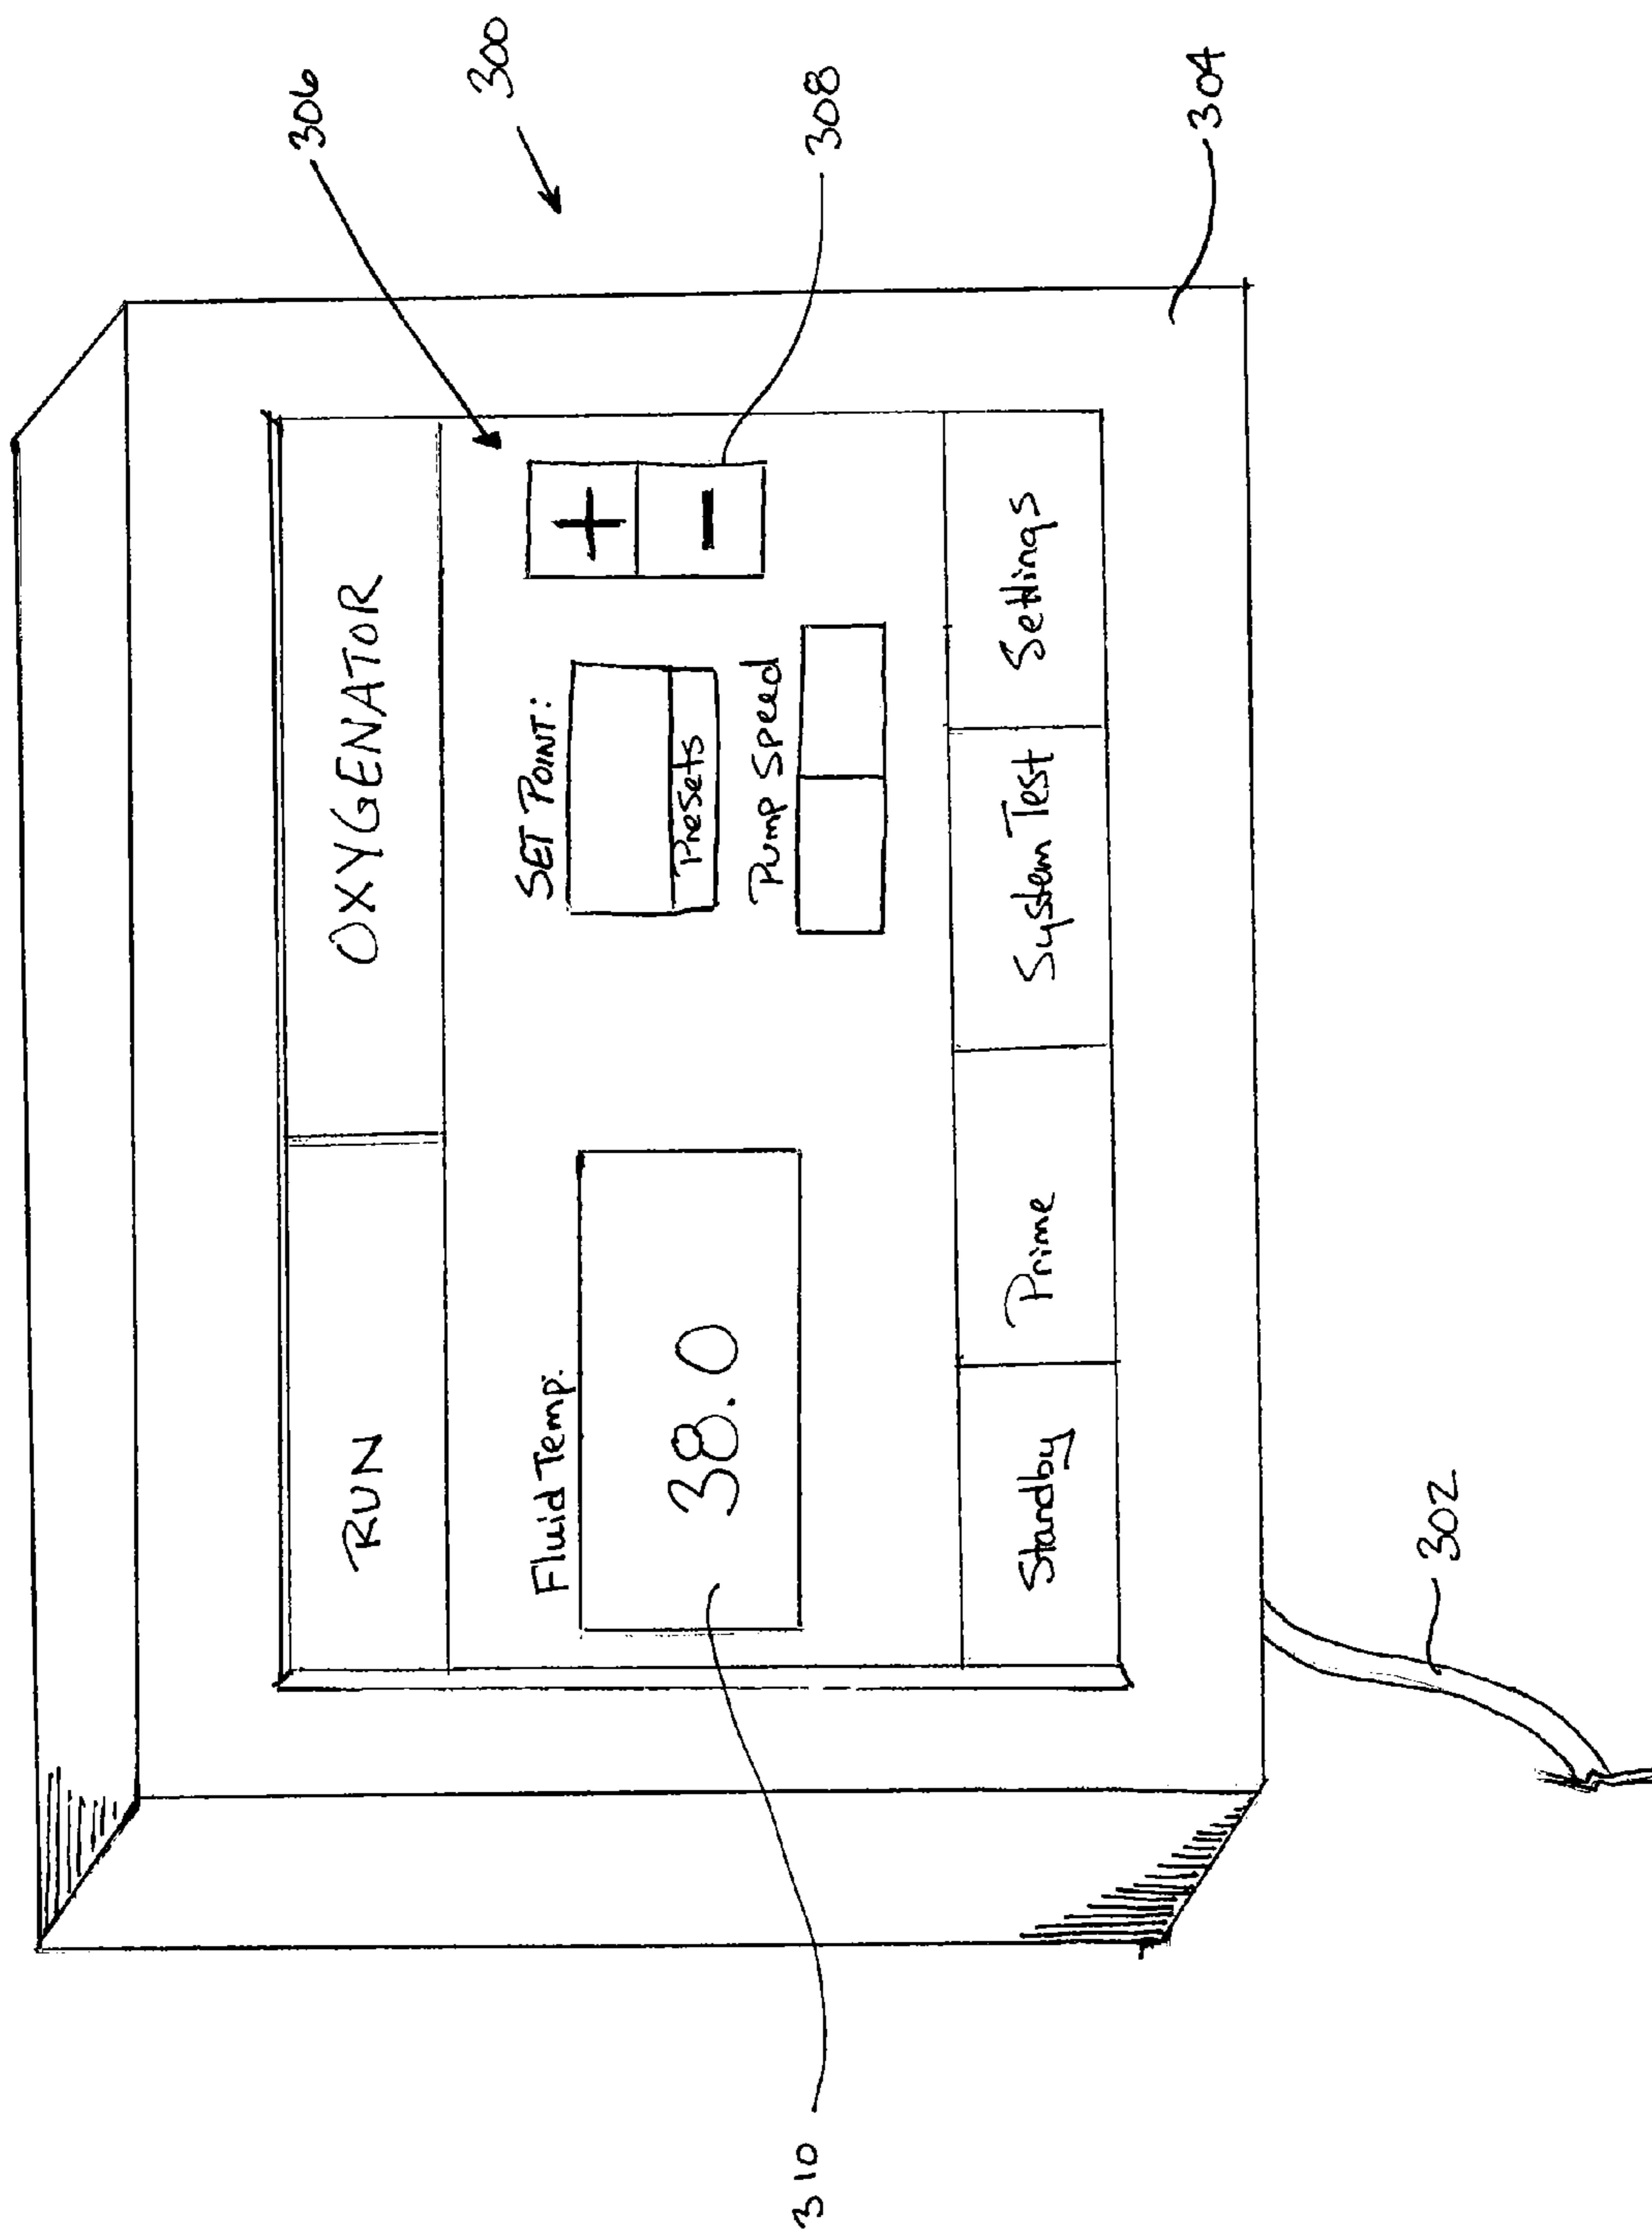 306
300
308
304
RUN
OXYGENATOR
Fluid Temp:
38.0
SET POINT:
Presets
+
-
Pump Speed
Standby
Prime
System Test
Settings
310
302